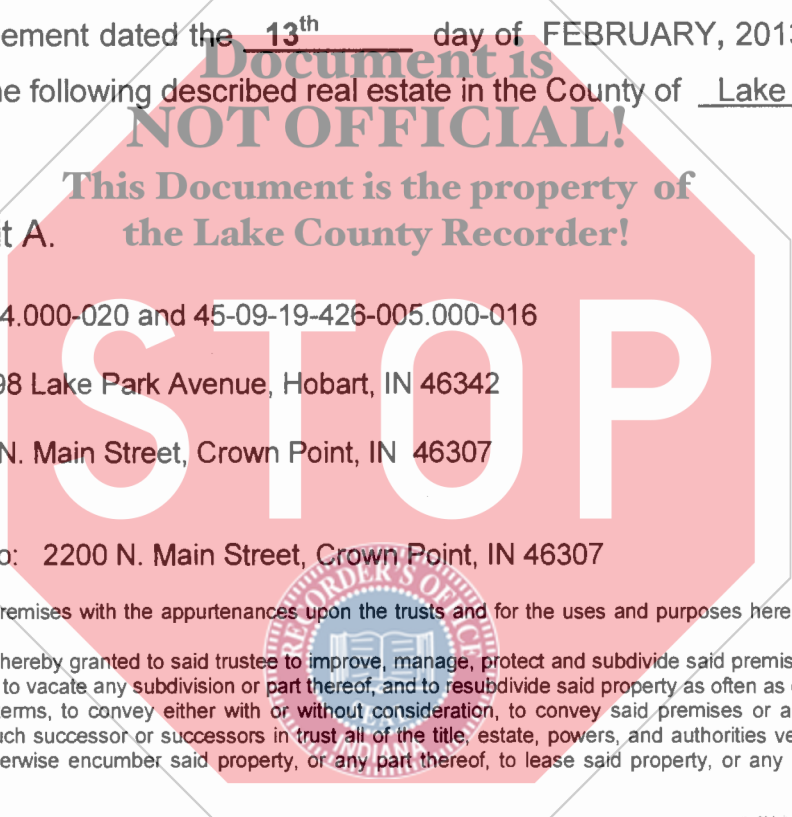 ement dated the 13th day of FEBRUARY, 2013
Document is
he following described real estate in the County of Lake
NOT OFFICIAL!
This Document is the property of
t A.
the Lake County Recorder!
4.000-020 and 45-09-19-426-005.000-016
STOP
98 Lake Park Avenue, Hobart, IN 46342
N. Main Street, Crown Point, IN 46307
o: 2200 N. Main Street, Crown Point, IN 46307
RECORDER'S OFFICE
remises with the appurtenances upon the trusts and for the uses and purposes here
hereby granted to said trustee to improve, manage, protect and subdivide said premis
to vacate any subdivision or part thereof, and to resubdivide said property as often as
erms, to convey either with or without consideration, to convey said premises or a
SEAL
uch successor or successors in trust all of the title, estate, powers, and authorities ve
INDIANA
erwise encumber said property, or any part thereof, to lease said property, or any